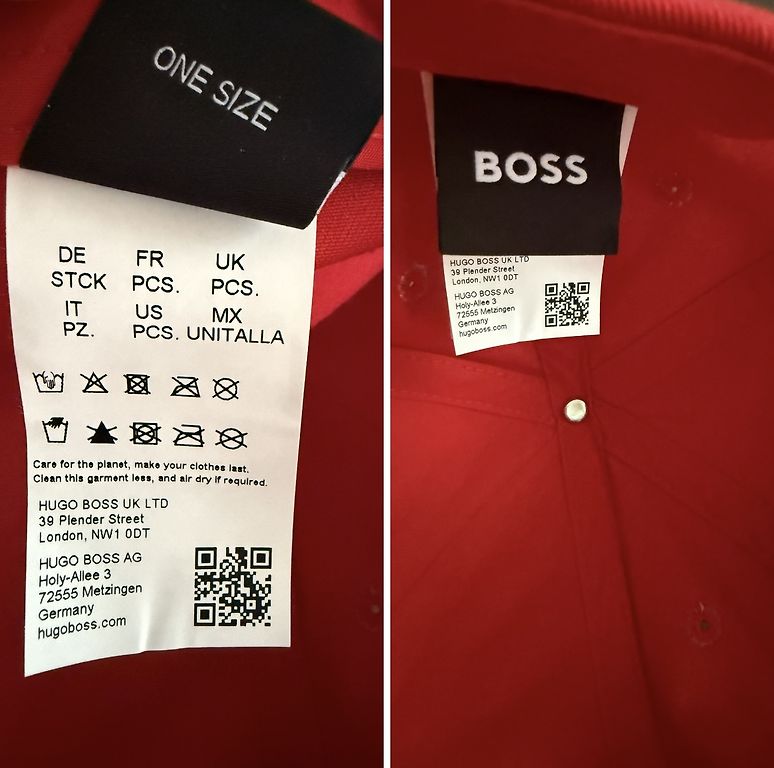 ONE SIZE
DE FR UK
STCK PCS. PCS.
IT US MX
PZ. PCS. UNITALLA
Care for the planet, make your clothes last.
Clean this garment less, and air dry if required.
HUGO BOSS UK LTD
39 Plender Street
London, NW1 0DT
HUGO BOSS AG
Holy-Allee 3
72555 Metzingen
Germany
hugoboss.com
BOSS
HUGO BOSS UK LTD
39 Plender Street
London, NW1 0DT
HUGO BOSS AG
Holy-Allee 3
72555 Metzingen
Germany
hugoboss.com